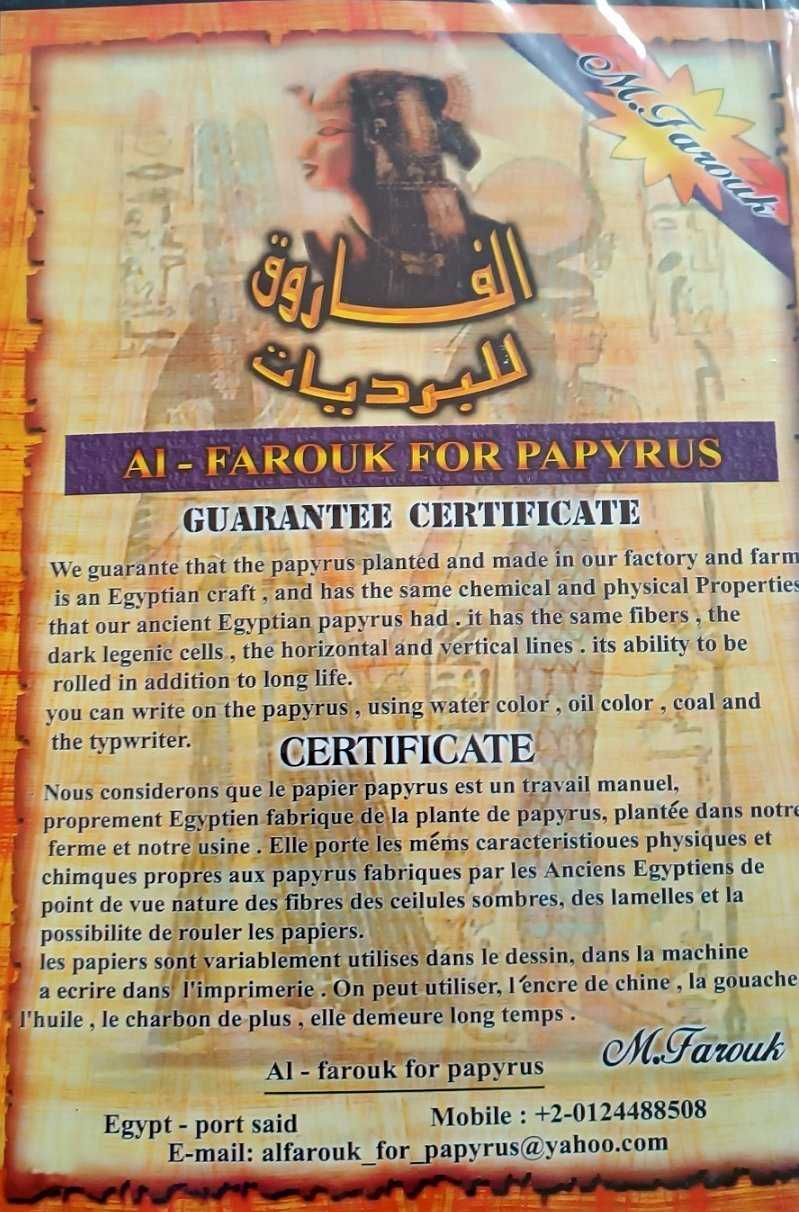 M.Farouk
الفاروق
للبرديات
Al - FAROUK FOR PAPYRUS
GUARANTEE CERTIFICATE
We guarante that the papyrus planted and made in our factory and farm
is an Egyptian craft , and has the same chemical and physical Properties
that our ancient Egyptian papyrus had . it has the same fibers , the
dark legenic cells , the horizontal and vertical lines . its ability to be
rolled in addition to long life.
you can write on the papyrus , using water color , oil color , coal and
the typwriter.
CERTIFICATE
Nous considerons que le papier papyrus est un travail manuel,
proprement Egyptien fabrique de la plante de papyrus, plantée dans notre
ferme et notre usine . Elle porte les méms caracteristioues physiques et
chimques propres aux papyrus fabriques par les Anciens Egyptiens de
point de vue nature des fibres des ceilules sombres, des lamelles et la
possibilite de rouler les papiers.
les papiers sont variablement utilises dans le dessin, dans la machine
a ecrire dans l'imprimerie . On peut utiliser, l'encre de chine , la gouache
l'huile , le charbon de plus , elle demeure long temps .
M.Farouk
Al - farouk for papyrus
Egypt - port said
Mobile : +2-0124488508
E-mail: alfarouk_for_papyrus@yahoo.com